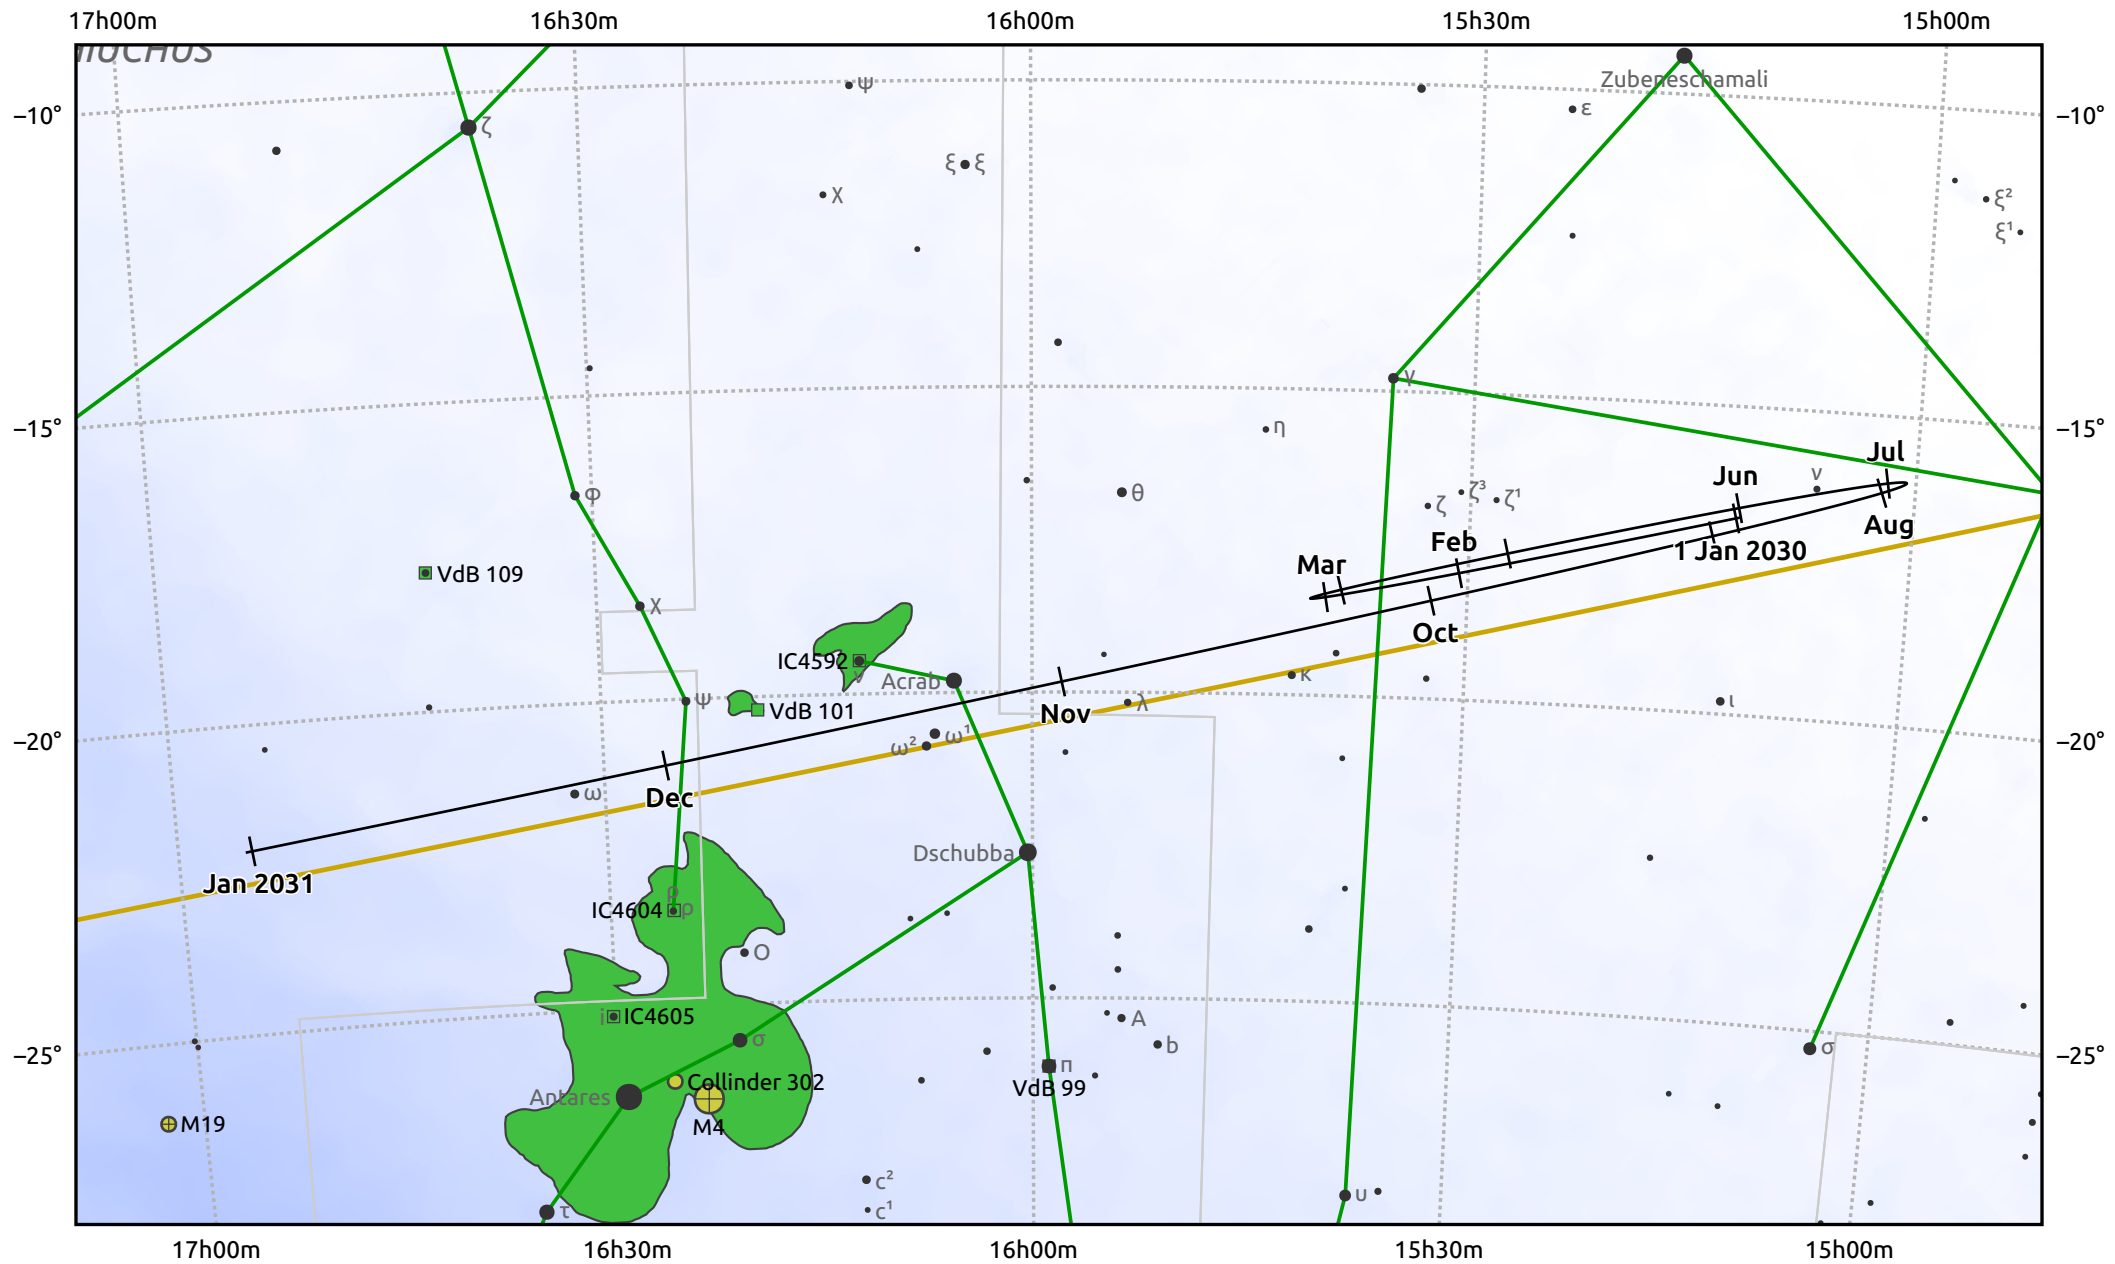 17h00m 16h30m 16h00m 15h30m 15h00m
Zubeneschamali
ψ
ε
−10° −10°
ζ
ξ ξ
χ
ξ²
ξ¹
γ
−15° −15°
η
Jul
Jun
ν
φ
θ
ζ³
ζ¹
ζ
Aug
Feb
1 Jan 2030
Mar
VdB 109
χ
Oct
IC4592
ν
Acrab
κ
ψ
VdB 101
Nov
λ
ι
ω¹
ω²
−20° −20°
ω
Dec
Dschubba
Jan 2031
ρ
IC4604
ρ
ο
i
IC4605
A
σ
b
σ
−25° −25°
π
VdB 99
Collinder 302
Antares
M4
M19
c²
υ
c¹
τ
17h00m 16h30m 16h00m 15h30m 15h00m